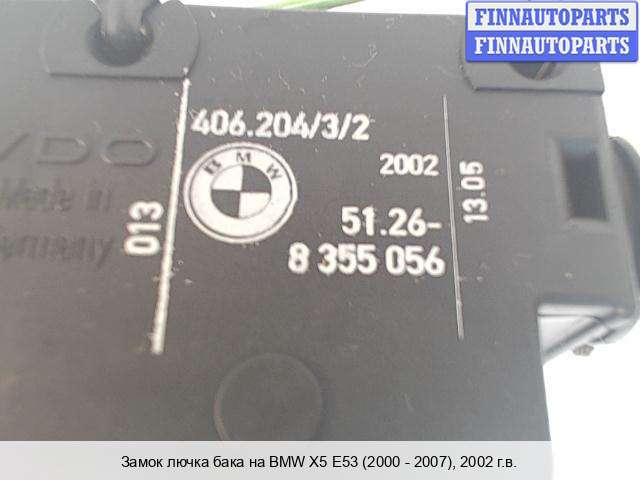 FINNAUTOPARTS
FINNAUTOPARTS
406.204/3/2
BMW
2002
13.05
VDO
Made in
Germany
013
51.26-
8 355 056
Замок лючка бака на BMW X5 E53 (2000 - 2007), 2002 г.в.